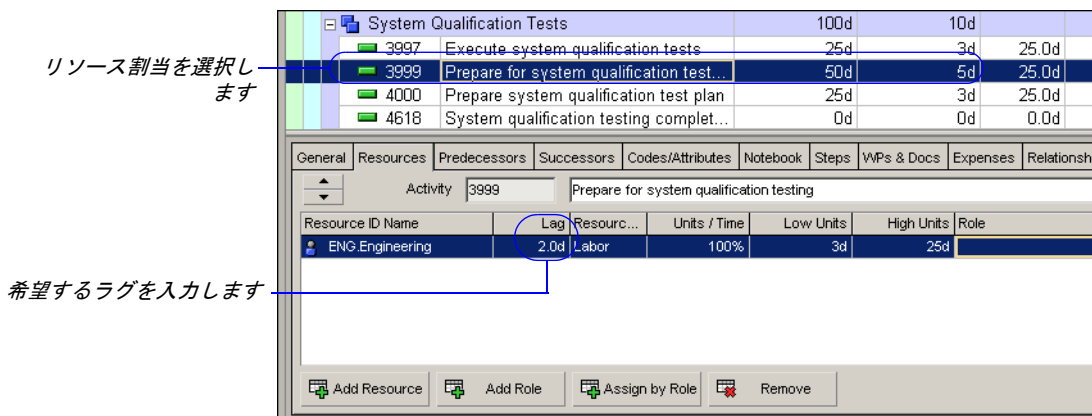 System Qualification Tests 100d 10d
3997 Execute system qualification tests 25d 3d 25.0d
リソース割当を選択し
ます
3999 Prepare for system qualification test... 50d 5d 25.0d
4000 Prepare system qualification test plan 25d 3d 25.0d
4618 System qualification testing complet... 0d 0d 0.0d
General Resources Predecessors Successors Codes/Attributes Notebook Steps WPs & Docs Expenses Relationsh
Activity 3999 Prepare for system qualification testing
Resource ID Name Lag Resourc... Units / Time Low Units High Units Role
ENG.Engineering 2.0d Labor 100% 3d 25d
希望するラグを入力します
Add Resource Add Role Assign by Role Remove